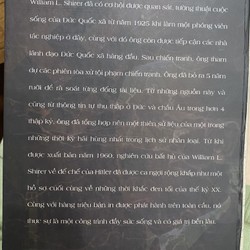 William L. Shirer đã có cơ hội được quan sát, tường thuật cuộc
sống của Đức Quốc xã từ năm 1925 khi làm một phóng viên
tác nghiệp ở đây, cùng với đó ông còn được tiếp cận các nhà
lãnh đạo Đức Quốc xã hàng đầu. Sau chiến tranh, ông tham
dự các phiên tòa xử tội phạm chiến tranh. Ông đã bỏ ra 5 năm
rưỡi để rà soát từng đống tài liệu. Từ những nguồn này và
cùng từ thông tin tự thu thập ở Đức và châu Âu trong hơn 4
thập kỷ, ông đã tổng hợp nên một thiên sử của một trong
những thời kỳ hãi hùng nhất trong lịch sử nhân loại. Từ khi
được xuất bản năm 1960, nghiên cứu bất hủ của William L.
Shirer về đế chế của Hitler đã được ca ngợi rộng khắp như một
hồ sơ cuối cùng về những thời khắc đen tối của thế kỷ XX.
Cùng với hàng triệu bản in được phát hành trên toàn cầu, nó
thực sự là một công trình đầy sức sống và có giá trị bền lâu.